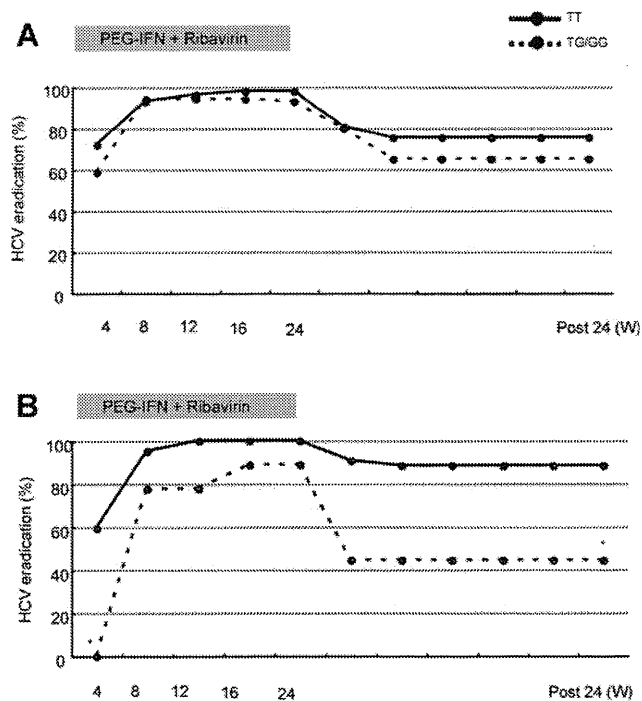 TT
TG/GG
A
PEG-IFN + Ribavirin
HCV eradication (%)
100
80
60
40
20
0
4 8 12 16 24 Post 24 (W)
B
PEG-IFN + Ribavirin
HCV eradication (%)
100
80
60
40
20
0
4 8 12 16 24 Post 24 (W)